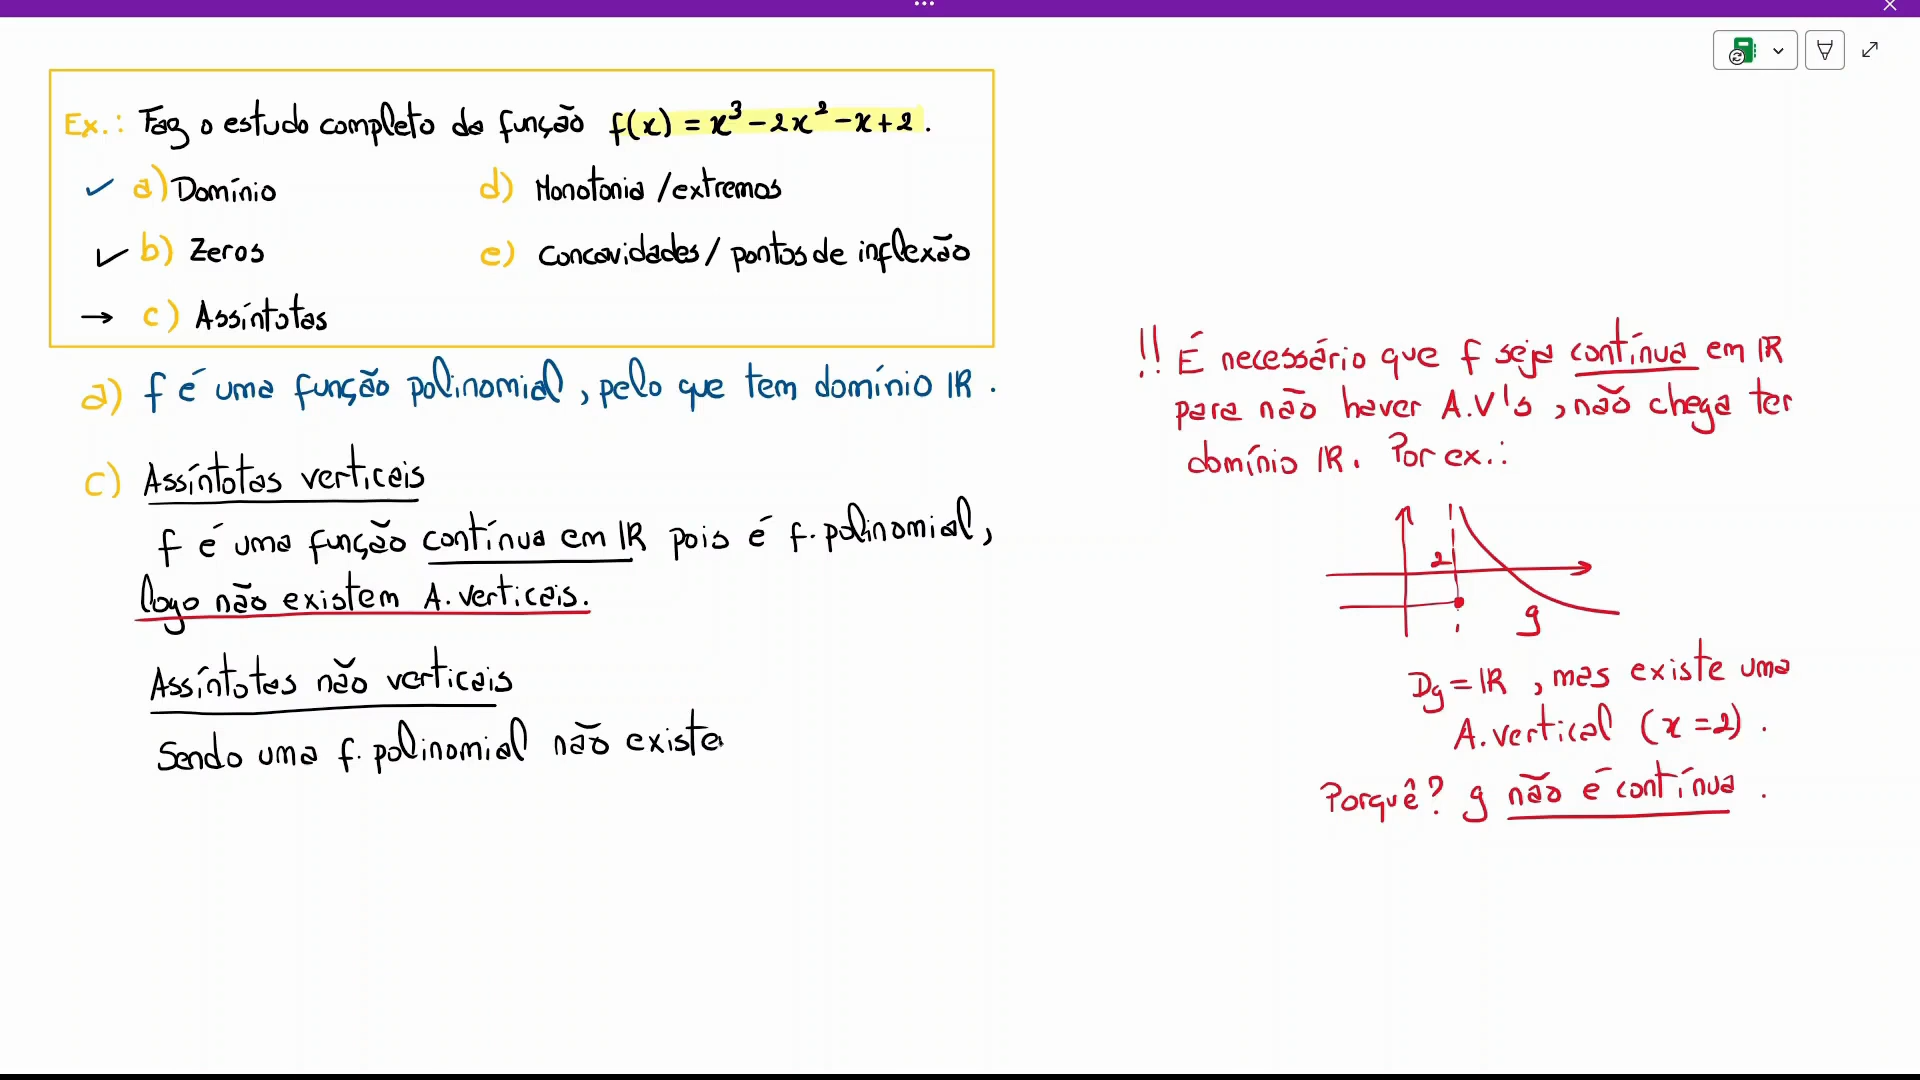 Ex.: Faz o estudo completo da função f(x) = x³ - 2x² - x + 2.
✓ a) Domínio
d) Monotonia / extremos
✓ b) Zeros
e) Concavidades / pontos de inflexão
→ c) Assíntotas
a) f é uma função polinomial, pelo que tem domínio IR.
c) Assíntotas verticais
f é uma função contínua em IR pois é f. polinomial,
logo não existem A. verticais.
Assíntotas não verticais
Sendo uma f. polinomial não existe
!! É necessário que f seja contínua em IR
para não haver A.V's, não chega ter
domínio IR. Por ex.:
2
g
Dg = IR, mas existe uma
A. vertical (x = 2).
Porquê? g não é contínua.